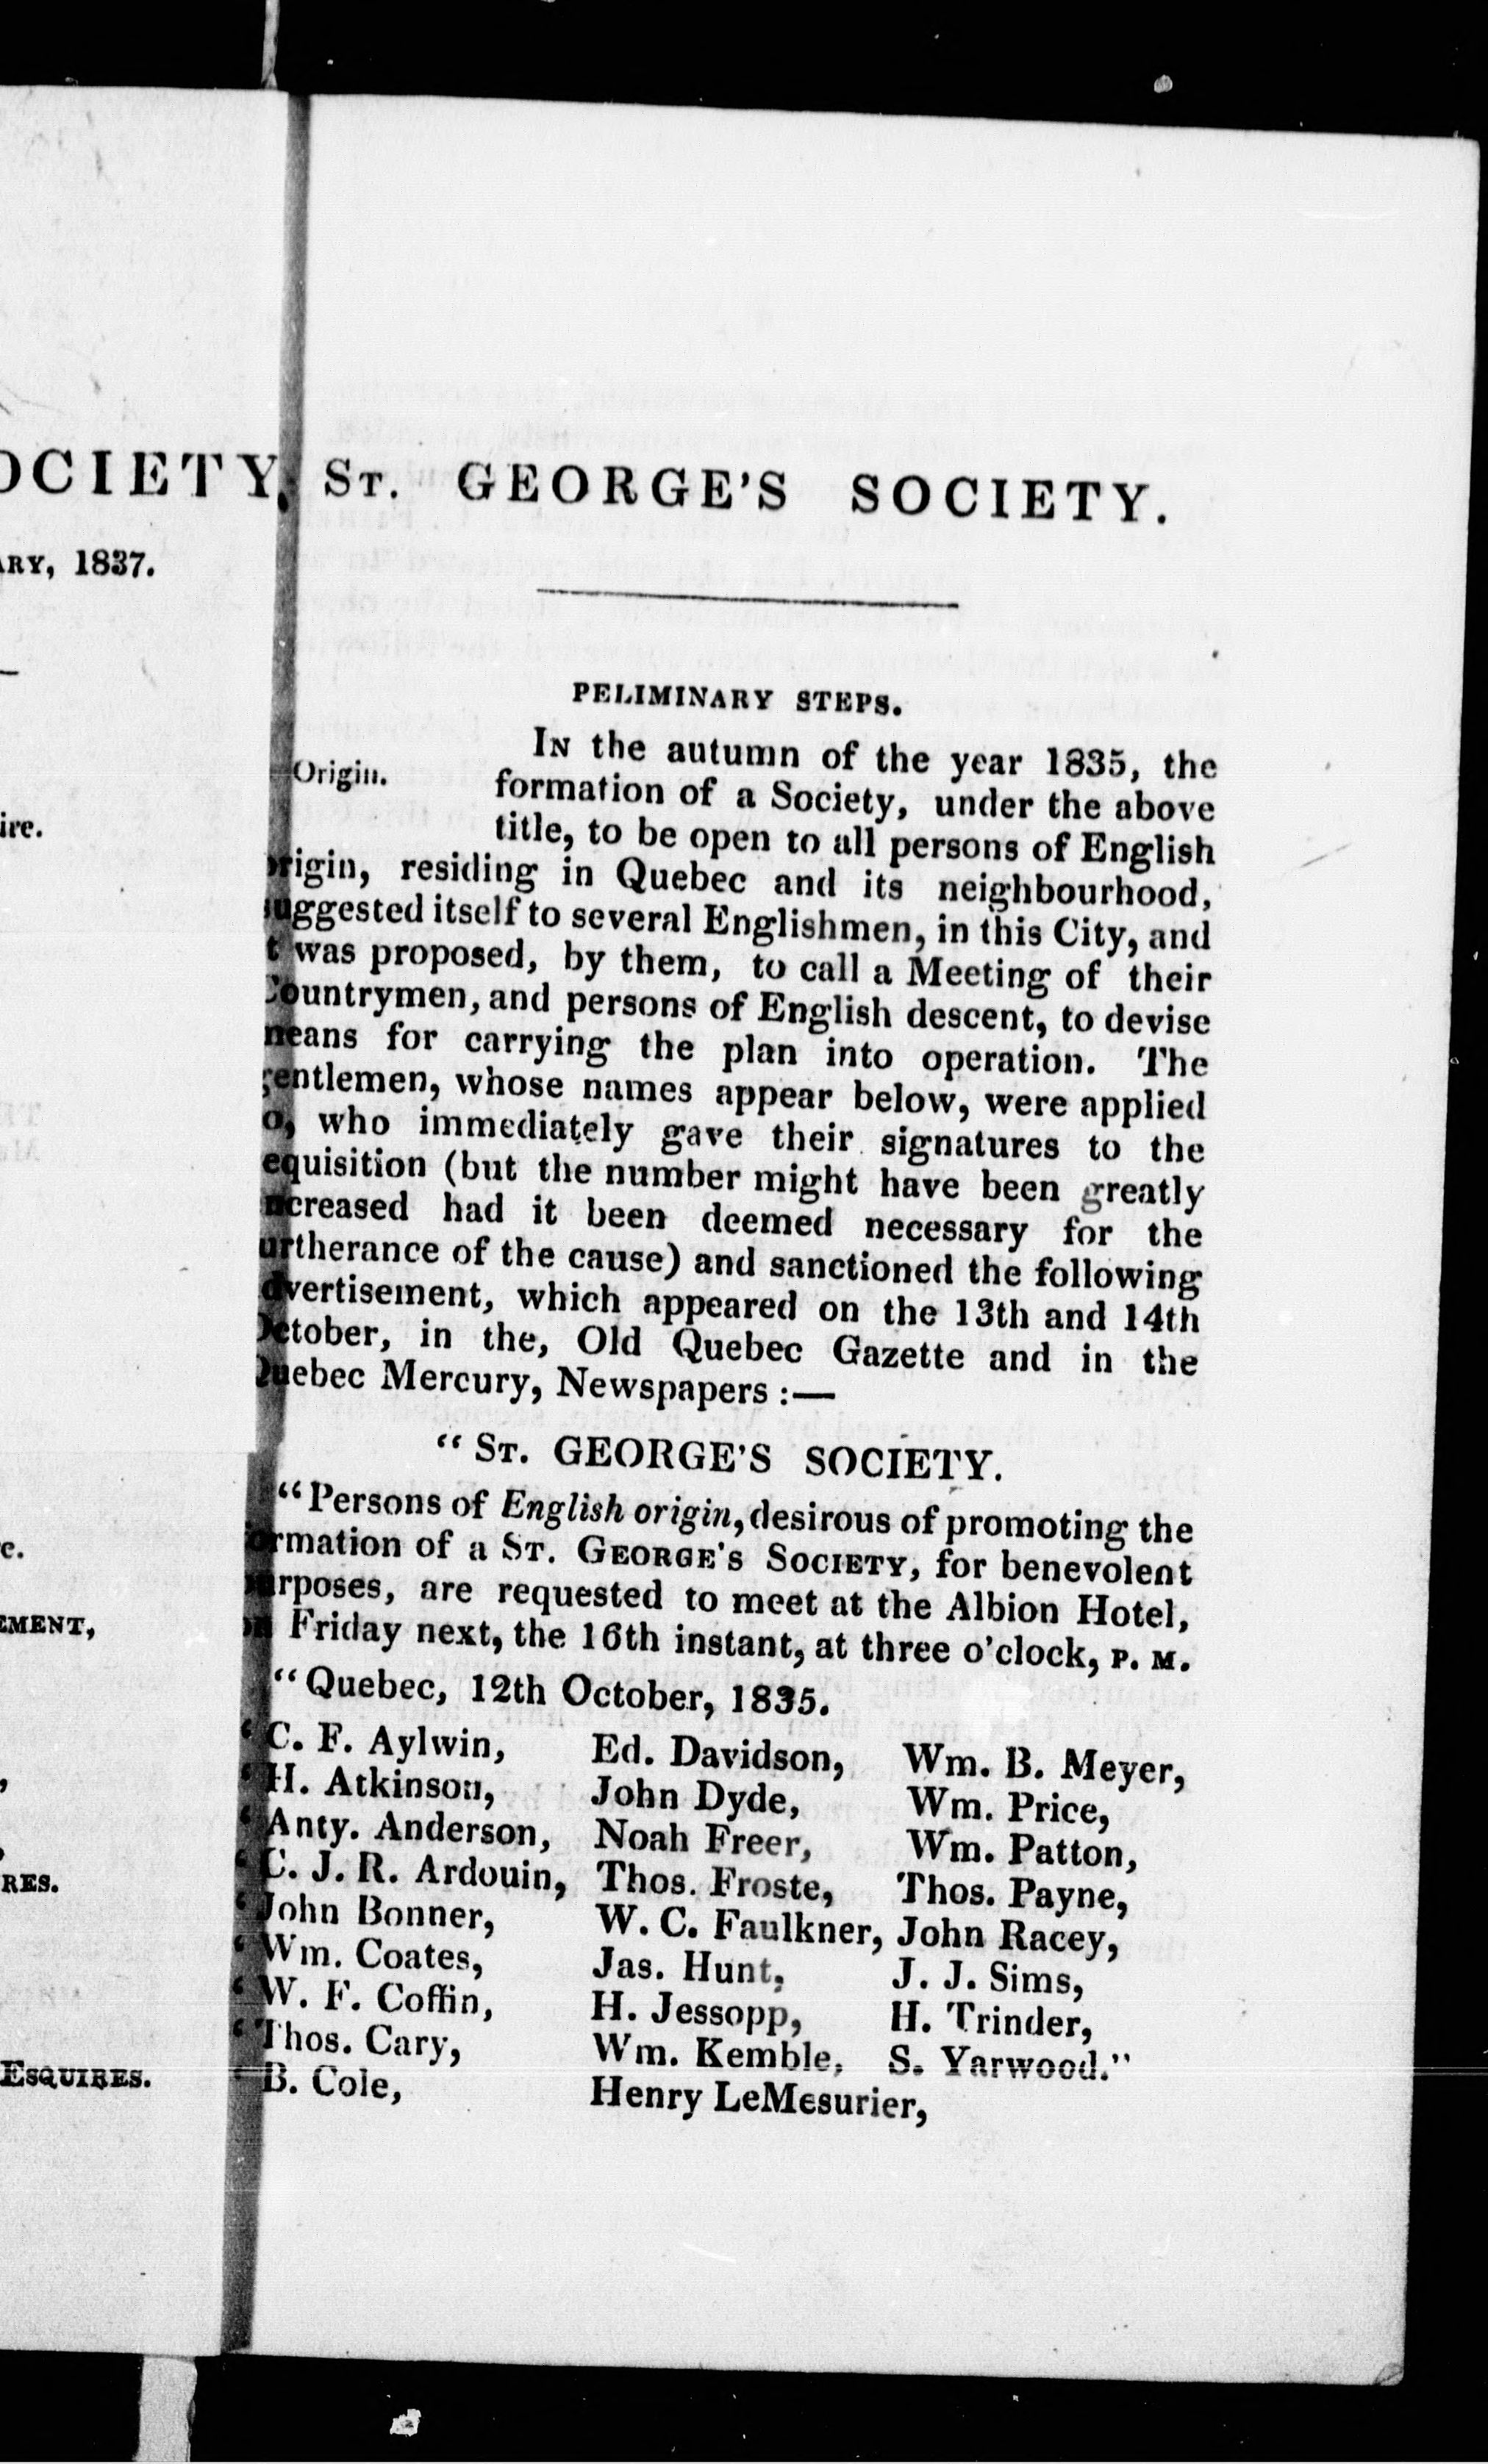 OCIETY,
ARY, 1837.
ire.
e.
EMENT,
RES.
ESQUIRES.
ST. GEORGE'S SOCIETY.
PELIMINARY STEPS.
Origin.
IN the autumn of the year 1835, the
formation of a Society, under the above
title, to be open to all persons of English
origin, residing in Quebec and its neighbourhood,
suggested itself to several Englishmen, in this City, and
t was proposed, by them, to call a Meeting of their
Countrymen, and persons of English descent, to devise
means for carrying the plan into operation. The
gentlemen, whose names appear below, were applied
o, who immediately gave their signatures to the
equisition (but the number might have been greatly
ncreased had it been deemed necessary for the
urtherance of the cause) and sanctioned the following
dvertisement, which appeared on the 13th and 14th
October, in the, Old Quebec Gazette and in the
Quebec Mercury, Newspapers :—
"ST. GEORGE'S SOCIETY.
"Persons of English origin, desirous of promoting the
formation of a ST. GEORGE'S SOCIETY, for benevolent
purposes, are requested to meet at the Albion Hotel,
on Friday next, the 16th instant, at three o'clock, P. M.
"Quebec, 12th October, 1835.
"C. F. Aylwin, Ed. Davidson, Wm. B. Meyer,
"H. Atkinson, John Dyde, Wm. Price,
"Anty. Anderson, Noah Freer, Wm. Patton,
"C. J. R. Ardouin, Thos. Froste, Thos. Payne,
"John Bonner, W. C. Faulkner, John Racey,
"Wm. Coates, Jas. Hunt, J. J. Sims,
"W. F. Coffin, H. Jessopp, H. Trinder,
"Thos. Cary, Wm. Kemble, S. Yarwood."
B. Cole, Henry LeMesurier,